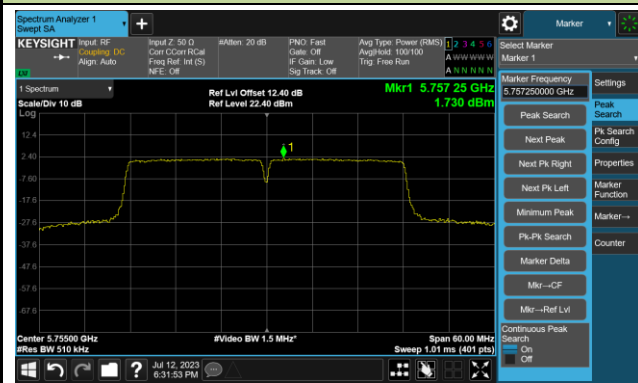 Spectrum Analyzer 1
Swept SA
+
Marker
KEYSIGHT
Input: RF
Coupling: DC
Align: Auto
Input Z: 50 Ω
Corr CCorr RCal
Freq Ref: Int (S)
NFE: Off
#Atten: 20 dB
PNO: Fast
Gate: Off
IF Gain: Low
Sig Track: Off
Avg Type: Power (RMS)
Avg|Hold: 100/100
Trig: Free Run
1 2 3 4 5 6
A W W W W W
A N N N N N
Select Marker
Marker 1
1 Spectrum
Scale/Div 10 dB
Log
Ref Lvl Offset 12.40 dB
Ref Level 22.40 dBm
Mkr1 5.757 25 GHz
1.730 dBm
12.4
2.40
-7.60
-17.6
-27.6
-37.6
-47.6
-57.6
-67.6
1
Center 5.75500 GHz
#Res BW 510 kHz
#Video BW 1.5 MHz*
Span 60.00 MHz
Sweep 1.01 ms (401 pts)
Marker Frequency
5.757250000 GHz
Peak Search
Next Peak
Next Pk Right
Next Pk Left
Minimum Peak
Pk-Pk Search
Marker Delta
Mkr→CF
Mkr→Ref Lvl
Continuous Peak
Search
On
Off
Settings
Peak
Search
Pk Search
Config
Properties
Marker
Function
Marker→
Counter
?
Jul 12, 2023
6:31:53 PM